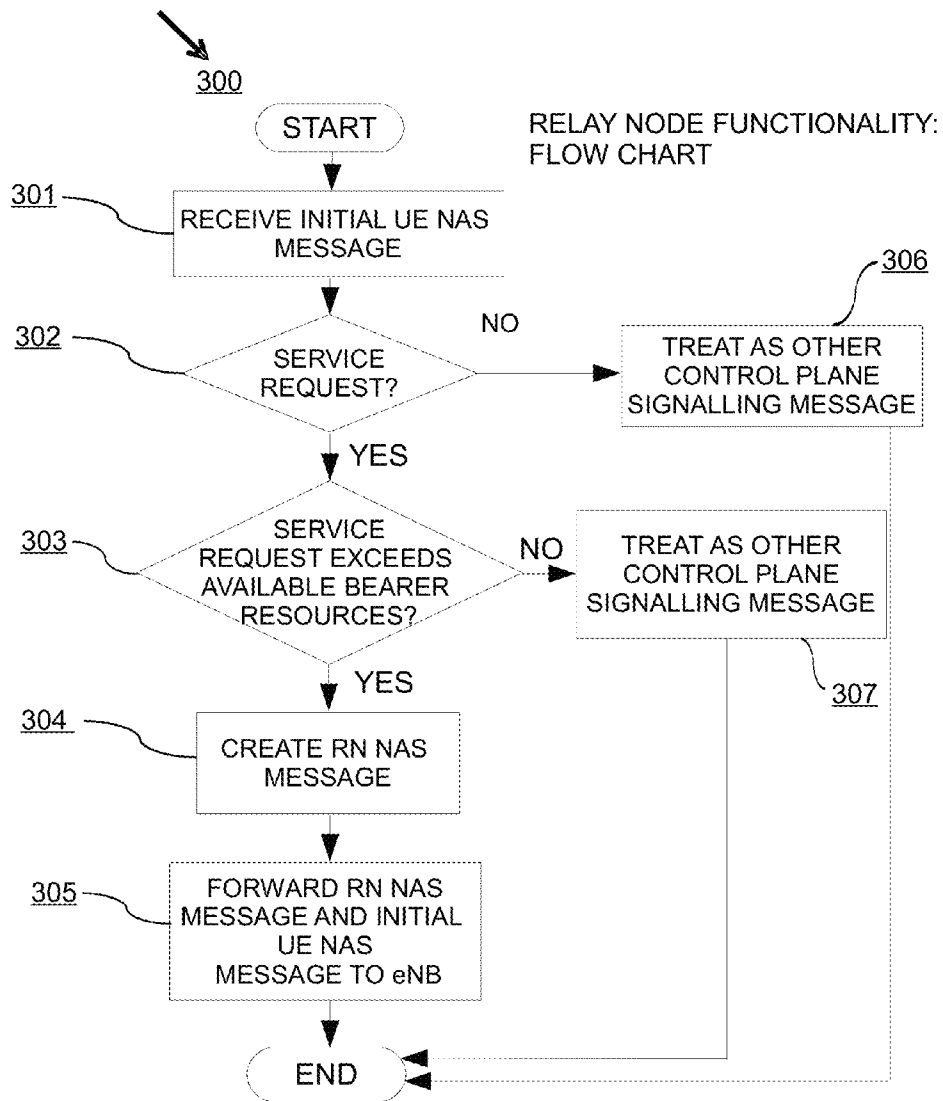 300
START
RELAY NODE FUNCTIONALITY:
FLOW CHART
301
RECEIVE INITIAL UE NAS
MESSAGE
302
SERVICE
REQUEST?
NO
306
TREAT AS OTHER
CONTROL PLANE
SIGNALLING MESSAGE
YES
303
SERVICE
REQUEST EXCEEDS
AVAILABLE BEARER
RESOURCES?
NO
TREAT AS OTHER
CONTROL PLANE
SIGNALLING MESSAGE
307
YES
304
CREATE RN NAS
MESSAGE
305
FORWARD RN NAS
MESSAGE AND INITIAL
UE NAS
MESSAGE TO eNB
END